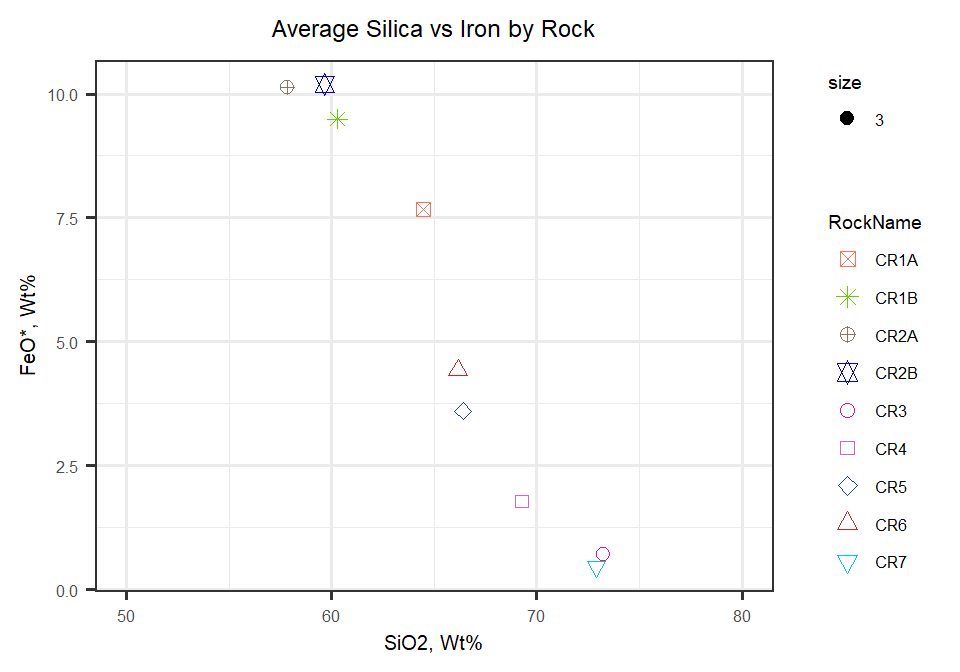 Average Silica vs Iron by Rock
FeO*, Wt%
10.0
7.5
5.0
2.5
0.0
50
60
70
80
SiO2, Wt%
size
3
RockName
CR1A
CR1B
CR2A
CR2B
CR3
CR4
CR5
CR6
CR7